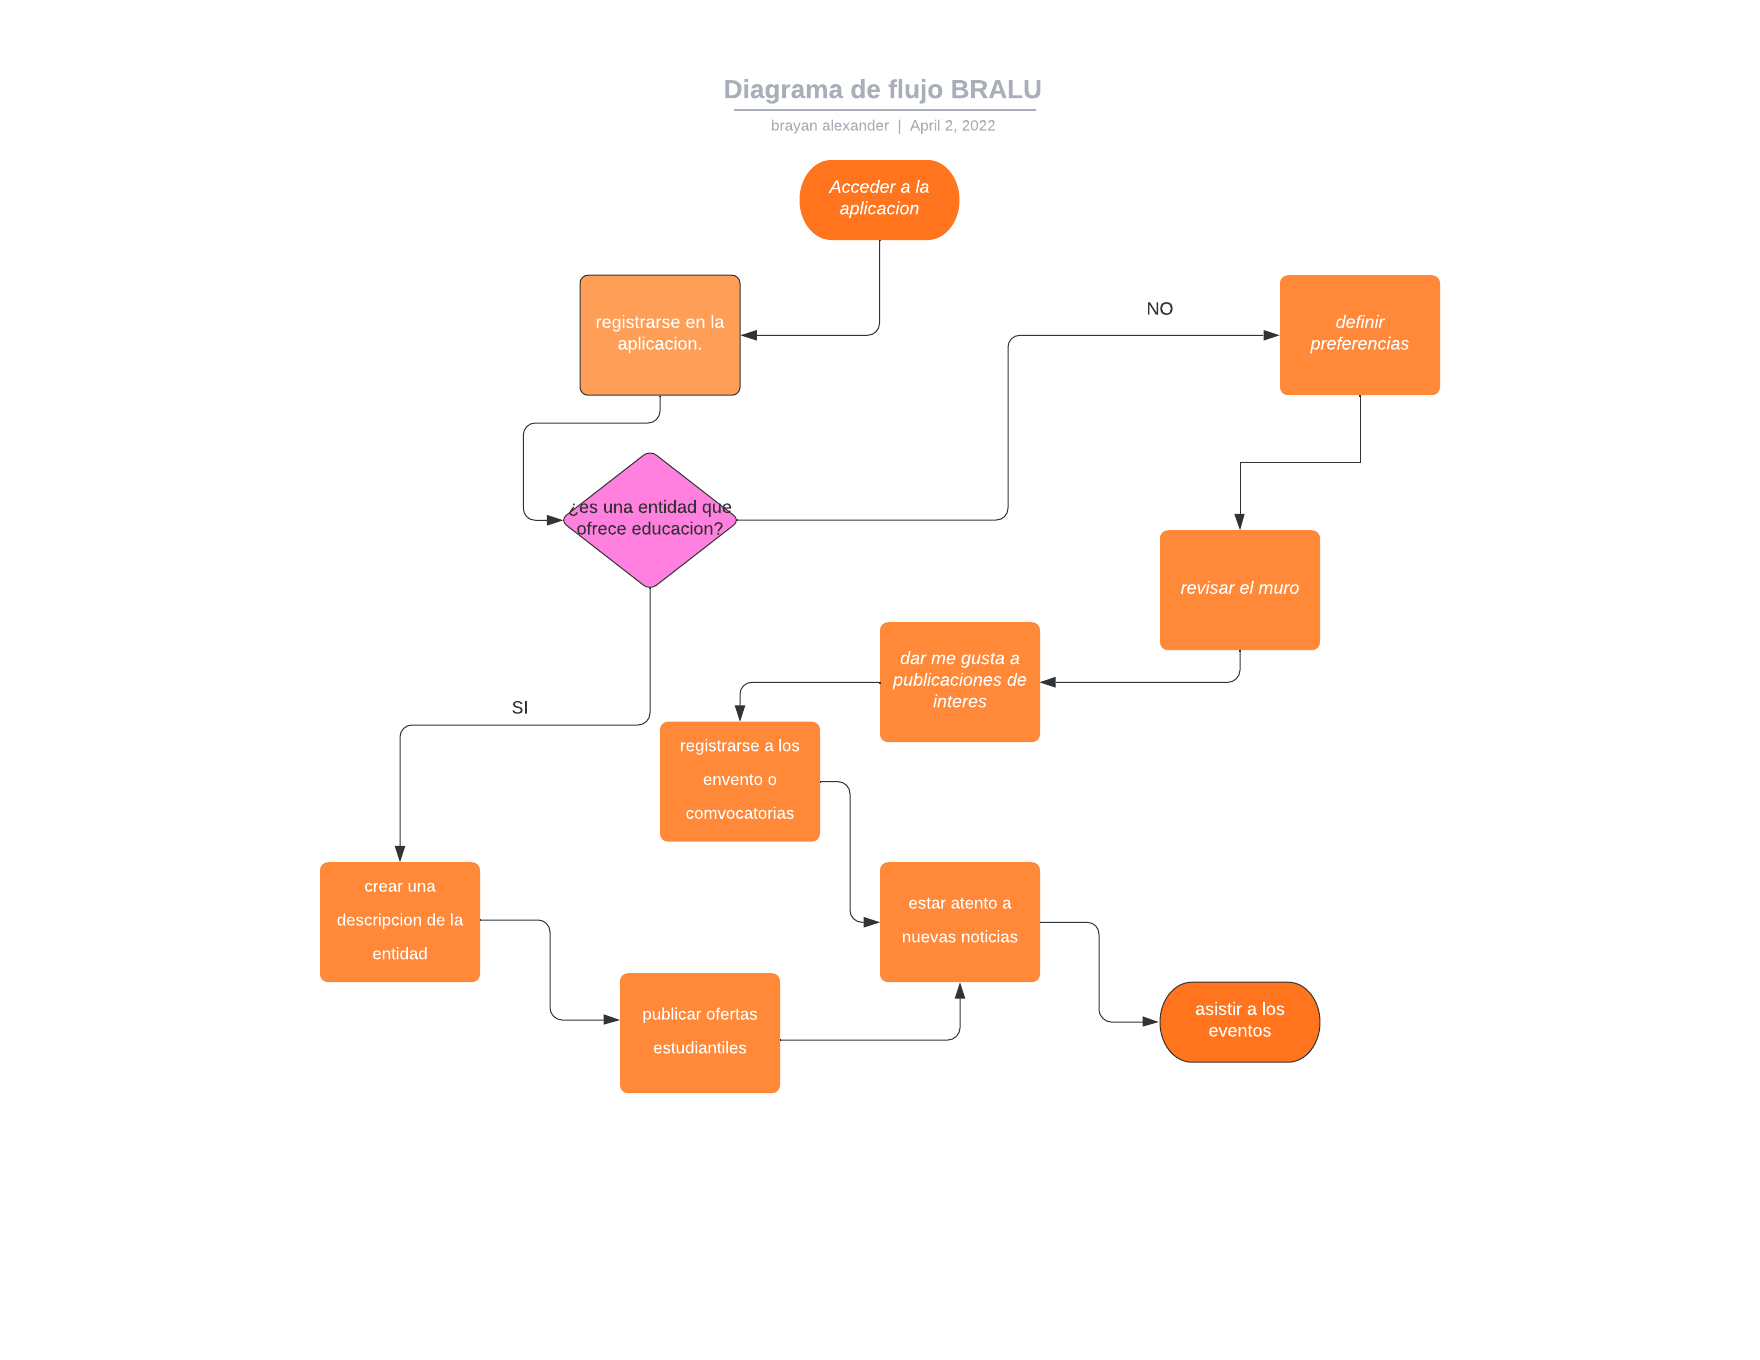 Diagrama de flujo BRALU
brayan alexander | April 2, 2022
Acceder a la
aplicacion
registrarse en la
aplicacion.
NO
definir
preferencias
¿es una entidad que
ofrece educacion?
revisar el muro
dar me gusta a
publicaciones de
interes
SI
registrarse a los
envento o
comvocatorias
crear una
descripcion de la
entidad
estar atento a
nuevas noticias
publicar ofertas
estudiantiles
asistir a los
eventos